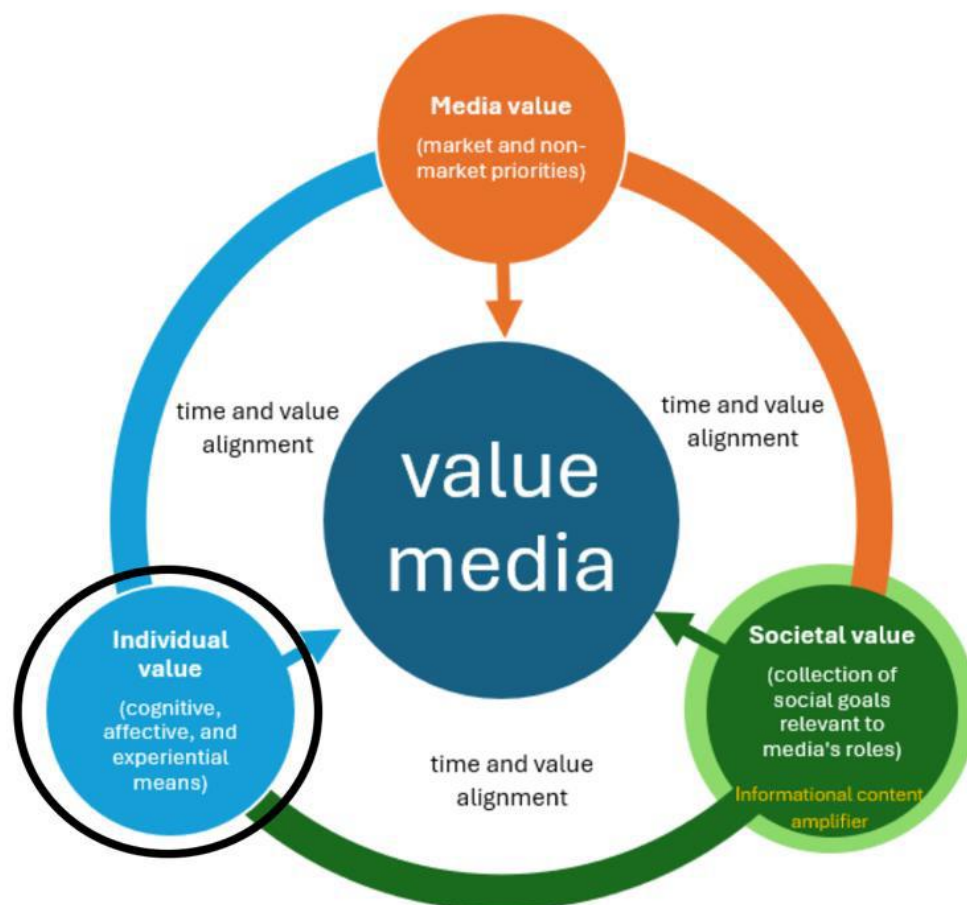 Media value
(market and non-
market priorities)
time and value
alignment
time and value
alignment
value
media
Individual
value
(cognitive,
affective, and
experiential
means)
Societal value
(collection of
social goals
relevant to
media's roles)
Informational content
amplifier
time and value
alignment